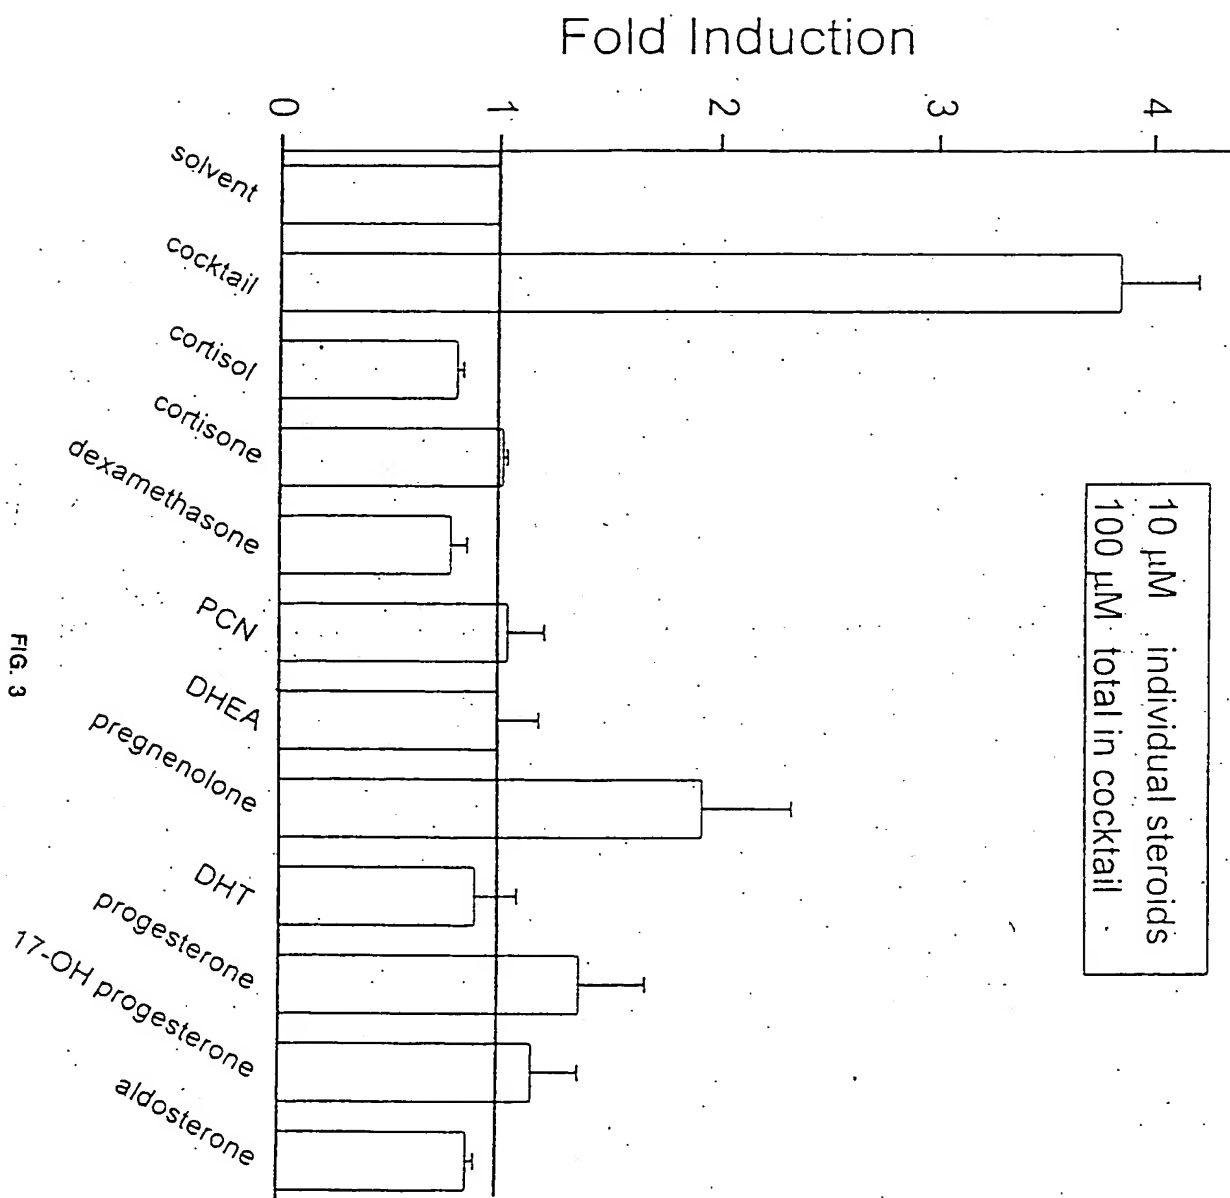 Fold Induction
0
1
2
3
4
solvent
cocktail
cortisol
cortisone
dexamethasone
PCN
DHEA
pregnenolone
DHT
progesterone
17-OH progesterone
aldosterone
10 μM individual steroids
100 μM total in cocktail
FIG. 3